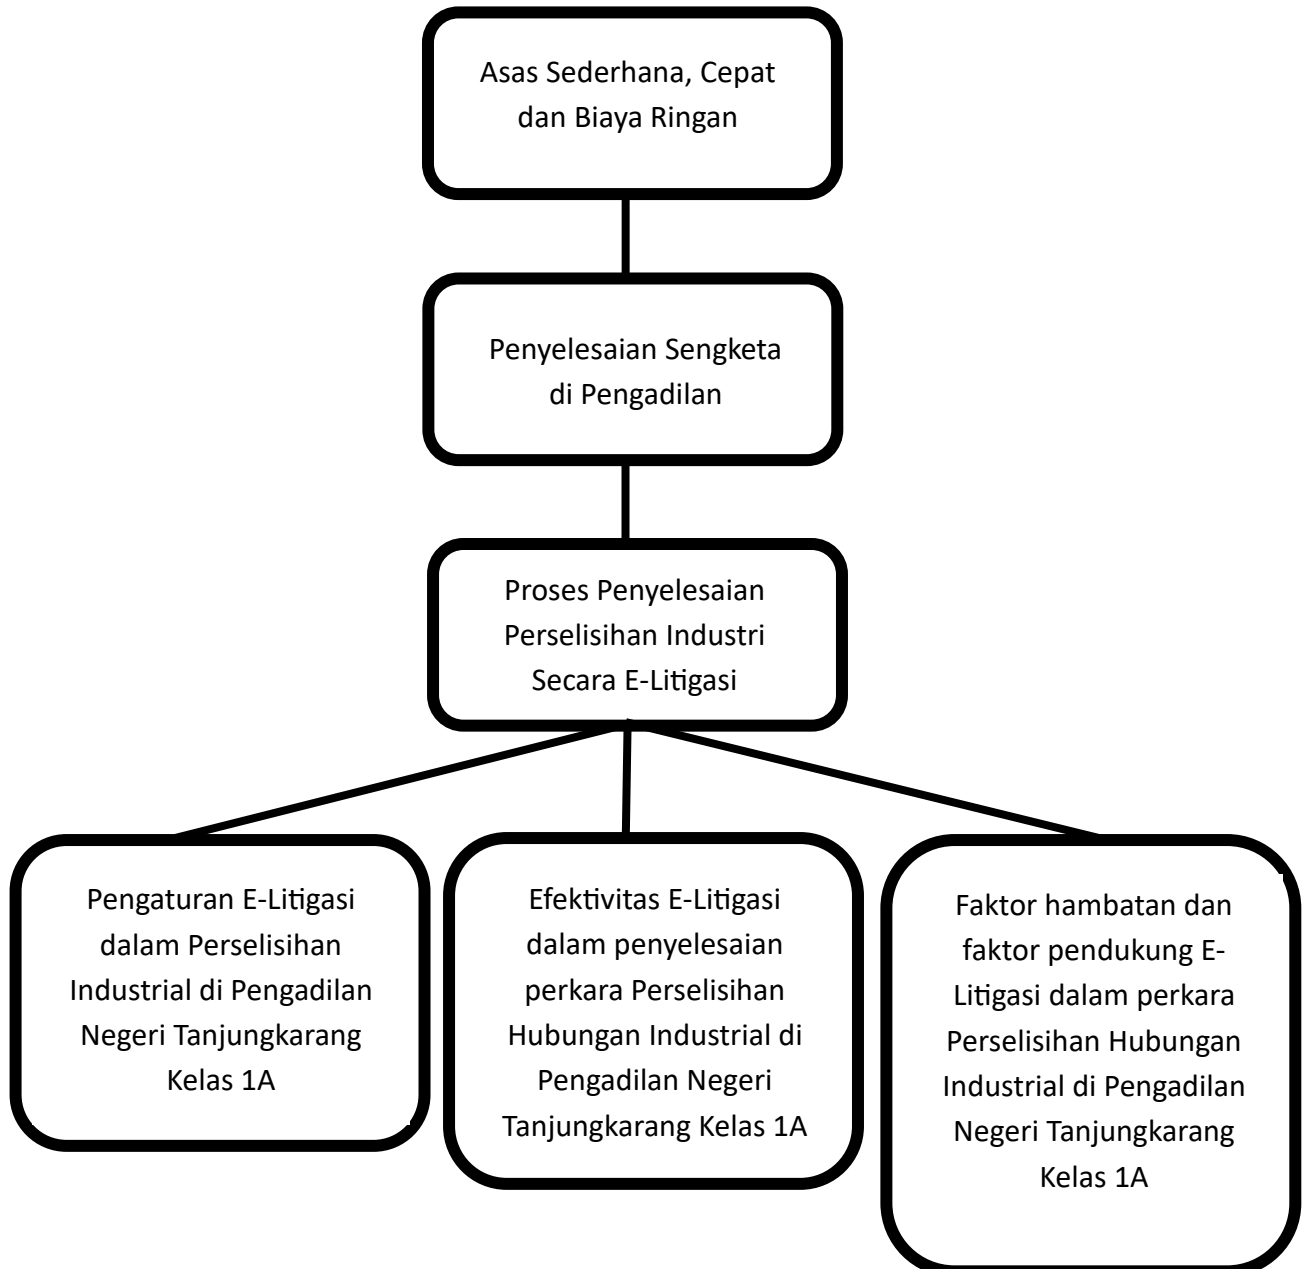 Asas Sederhana, Cepat
dan Biaya Ringan
Penyelesaian Sengketa
di Pengadilan
Proses Penyelesaian
Perselisihan Industri
Secara E-Litigasi
Pengaturan E-Litigasi
dalam Perselisihan
Industrial di Pengadilan
Negeri Tanjungkarang
Kelas 1A
Efektivitas E-Litigasi
dalam penyelesaian
perkara Perselisihan
Hubungan Industrial di
Pengadilan Negeri
Tanjungkarang Kelas 1A
Faktor hambatan dan
faktor pendukung E-
Litigasi dalam perkara
Perselisihan Hubungan
Industrial di Pengadilan
Negeri Tanjungkarang
Kelas 1A